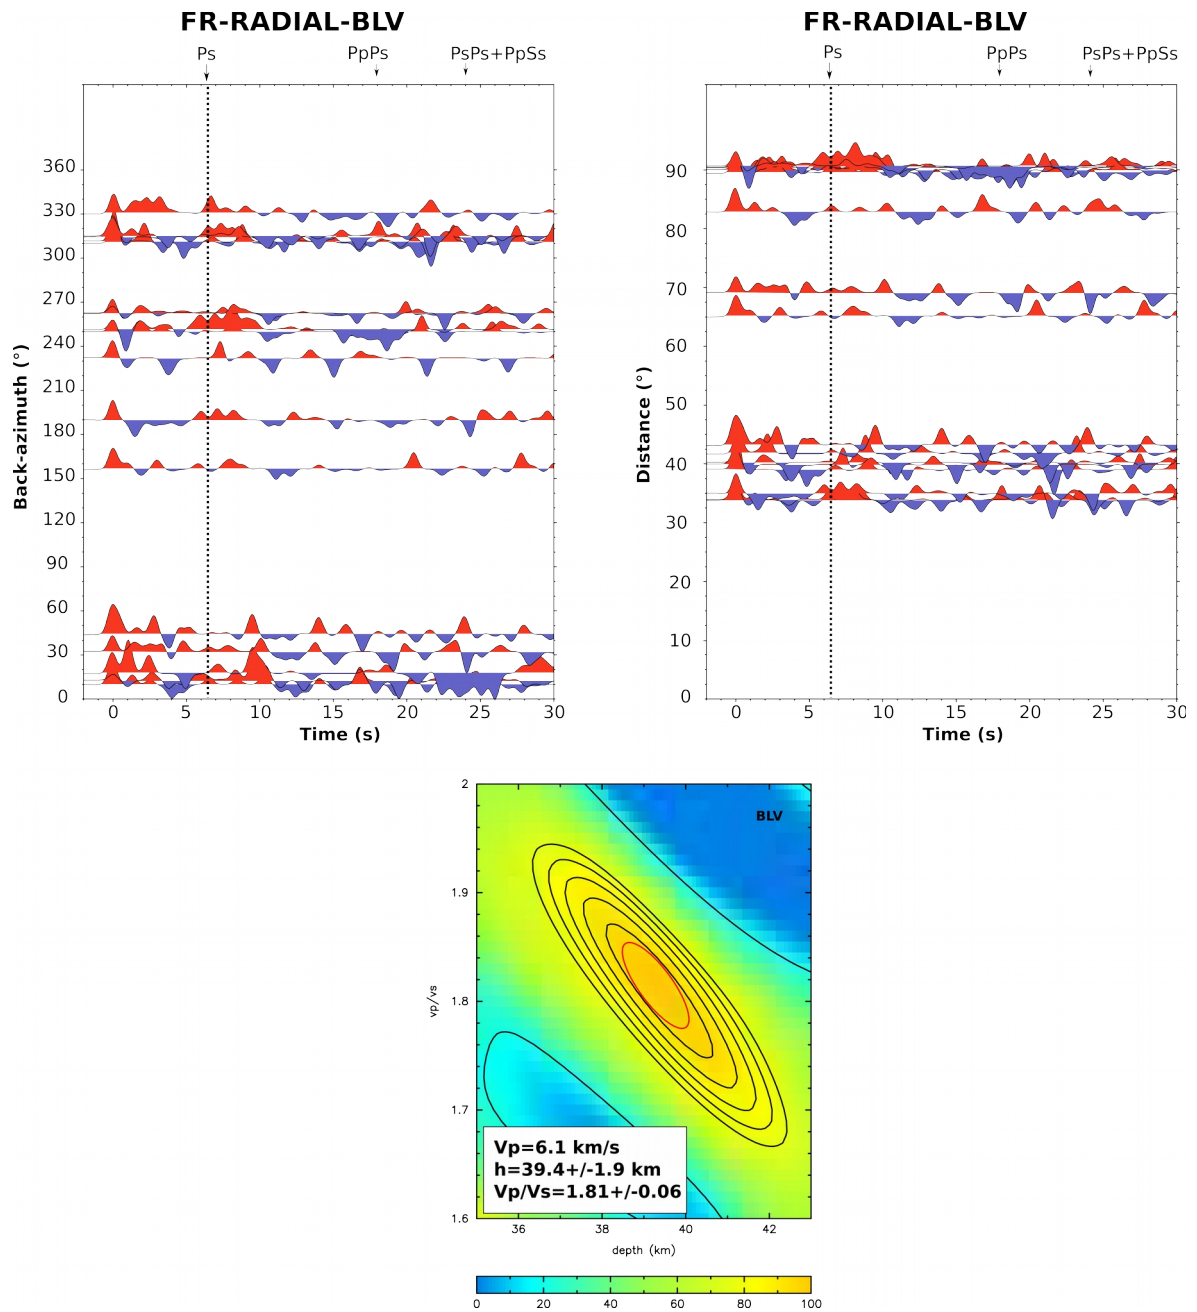 FR-RADIAL-BLV
Ps PpPs PsPs+PpSs
360
330
300
270
240
210
180
150
120
90
60
30
0
Back-azimuth (°)
0 5 10 15 20 25 30
Time (s)
FR-RADIAL-BLV
Ps PpPs PsPs+PpSs
90
80
70
60
50
40
30
20
10
0
Distance (°)
0 5 10 15 20 25 30
Time (s)
BLV
2
1.9
1.8
1.7
1.6
vp/vs
Vp=6.1 km/s
h=39.4+/-1.9 km
Vp/Vs=1.81+/-0.06
36 38 40 42
depth (km)
0 20 40 60 80 100